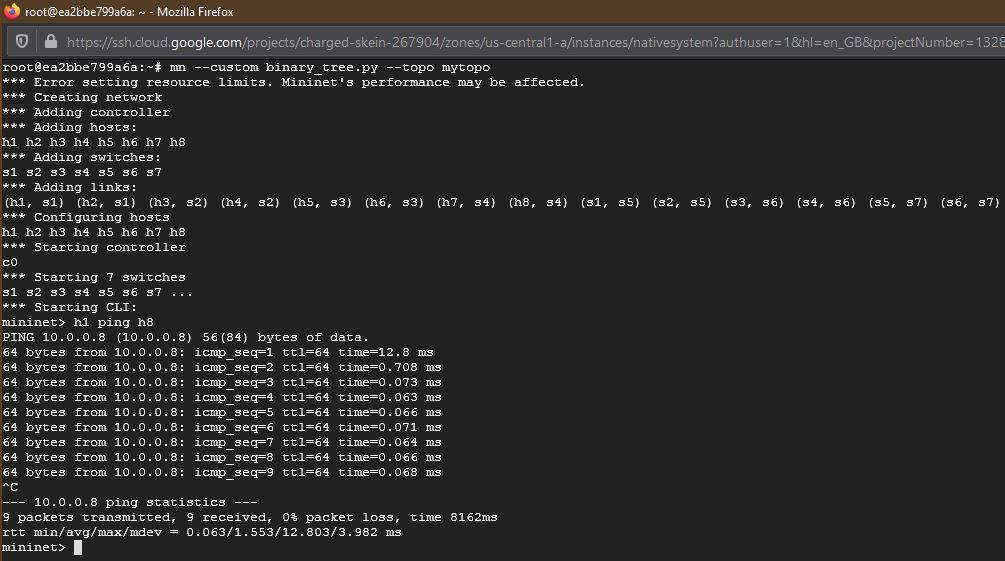 root@ea2bbe799a6a: ~ - Mozilla Firefox
https://ssh.cloud.google.com/projects/charged-skein-267904/zones/us-central1-a/instances/nativesystem?authuser=1&hl=en_GB&projectNumber=1328
root@ea2bbe799a6a:~# mn --custom binary_tree.py --topo mytopo
*** Error setting resource limits. Mininet's performance may be affected.
*** Creating network
*** Adding controller
*** Adding hosts:
h1 h2 h3 h4 h5 h6 h7 h8
*** Adding switches:
s1 s2 s3 s4 s5 s6 s7
*** Adding links:
(h1, s1) (h2, s1) (h3, s2) (h4, s2) (h5, s3) (h6, s3) (h7, s4) (h8, s4) (s1, s5) (s2, s5) (s3, s6) (s4, s6) (s5, s7) (s6, s7)
*** Configuring hosts
h1 h2 h3 h4 h5 h6 h7 h8
*** Starting controller
c0
*** Starting 7 switches
s1 s2 s3 s4 s5 s6 s7 ...
*** Starting CLI:
mininet> h1 ping h8
PING 10.0.0.8 (10.0.0.8) 56(84) bytes of data.
64 bytes from 10.0.0.8: icmp_seq=1 ttl=64 time=12.8 ms
64 bytes from 10.0.0.8: icmp_seq=2 ttl=64 time=0.708 ms
64 bytes from 10.0.0.8: icmp_seq=3 ttl=64 time=0.073 ms
64 bytes from 10.0.0.8: icmp_seq=4 ttl=64 time=0.063 ms
64 bytes from 10.0.0.8: icmp_seq=5 ttl=64 time=0.066 ms
64 bytes from 10.0.0.8: icmp_seq=6 ttl=64 time=0.071 ms
64 bytes from 10.0.0.8: icmp_seq=7 ttl=64 time=0.064 ms
64 bytes from 10.0.0.8: icmp_seq=8 ttl=64 time=0.066 ms
64 bytes from 10.0.0.8: icmp_seq=9 ttl=64 time=0.068 ms
^C
--- 10.0.0.8 ping statistics ---
9 packets transmitted, 9 received, 0% packet loss, time 8162ms
rtt min/avg/max/mdev = 0.063/1.553/12.803/3.982 ms
mininet>